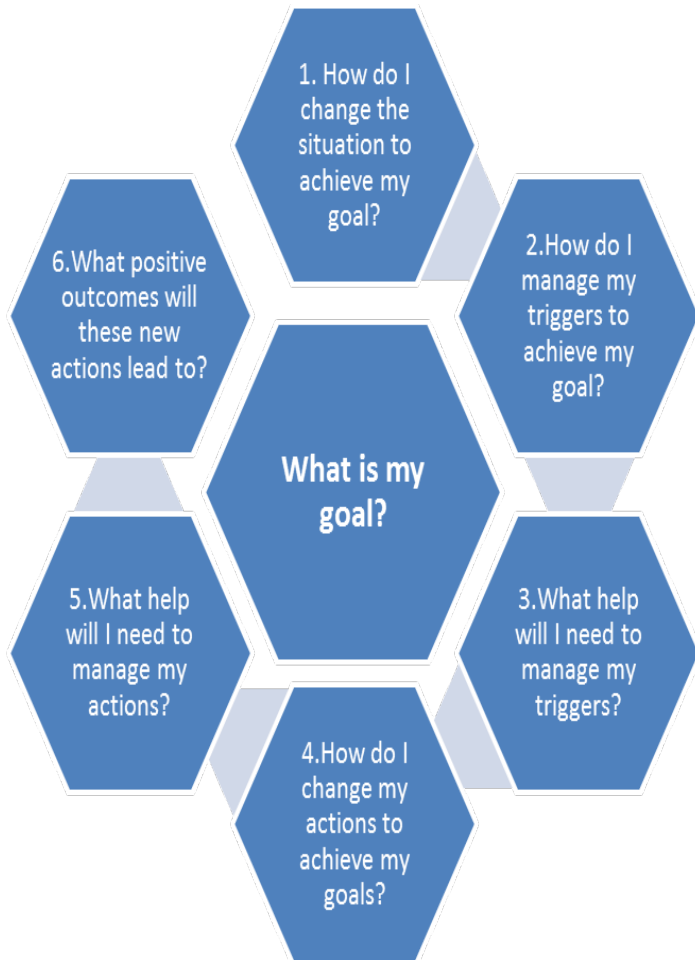 1. How do I
change the
situation to
achieve my
goal?
2.How do I
manage my
triggers to
achieve my
goal?
3.What help
will I need to
manage my
triggers?
4.How do I
change my
actions to
achieve my
goals?
5.What help
will I need to
manage my
actions?
6.What positive
outcomes will
these new
actions lead to?
What is my
goal?